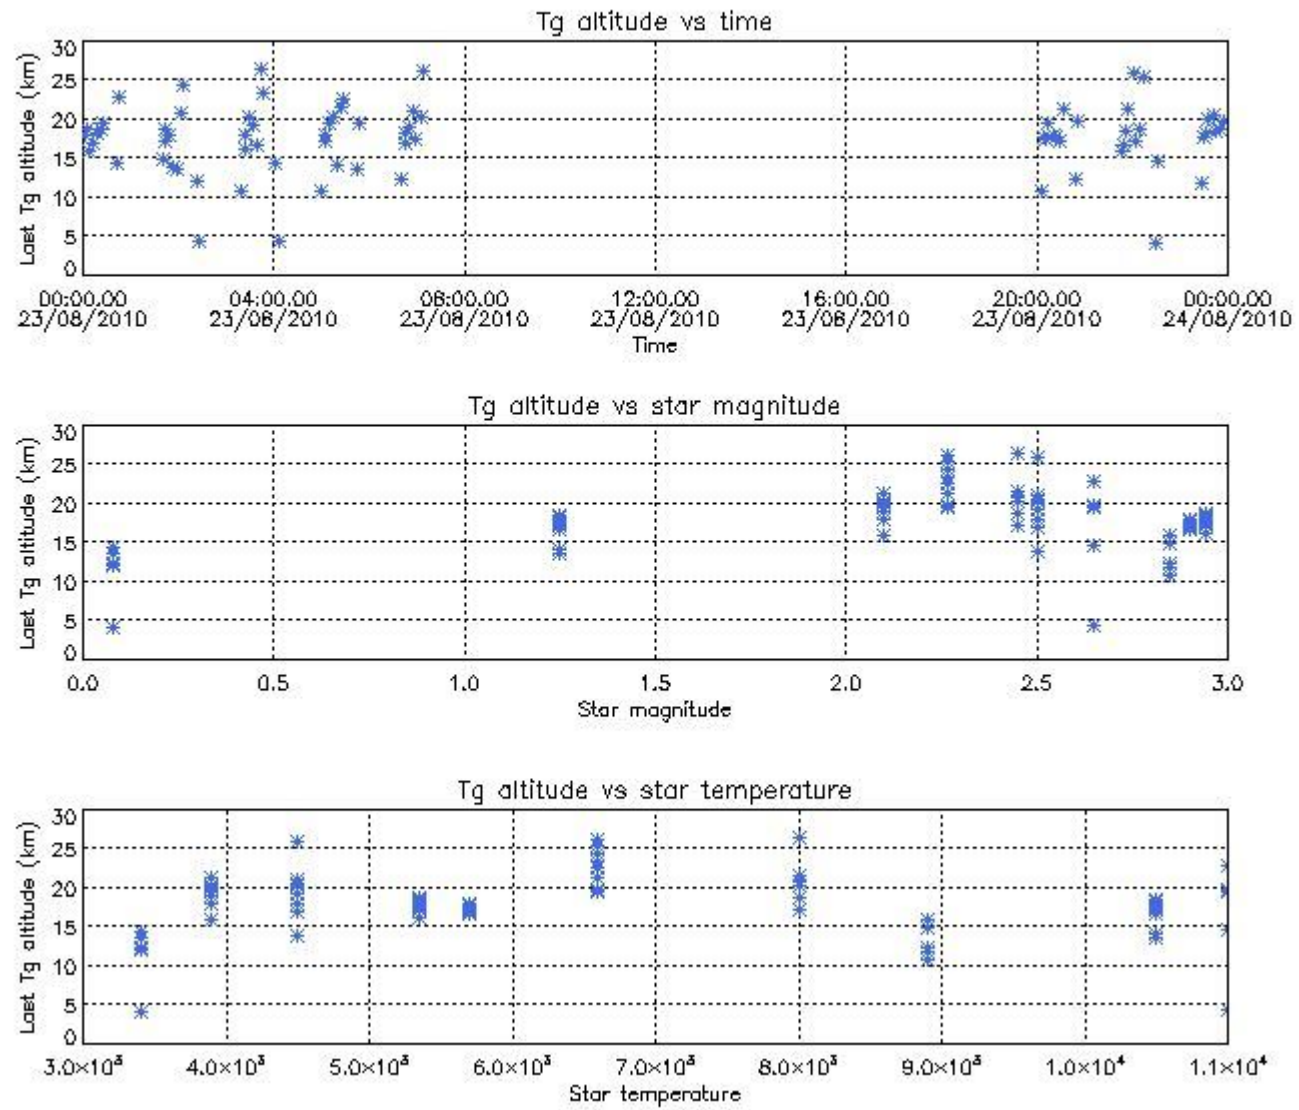 Tg altitude vs time
Last Tg altitude (km)
30
25
20
15
10
5
0
00:00.00 04:00.00 08:00.00 12:00.00 16:00.00 20:00.00 00:00.00
23/08/2010 23/08/2010 23/08/2010 23/08/2010 23/08/2010 23/08/2010 24/08/2010
Time
Tg altitude vs star magnitude
Last Tg altitude (km)
30
25
20
15
10
5
0
0.0 0.5 1.0 1.5 2.0 2.5 3.0
Star magnitude
Tg altitude vs star temperature
Last Tg altitude (km)
30
25
20
15
10
5
0
3.0×10³ 4.0×10³ 5.0×10³ 6.0×10³ 7.0×10³ 8.0×10³ 9.0×10³ 1.0×10⁴ 1.1×10⁴
Star temperature